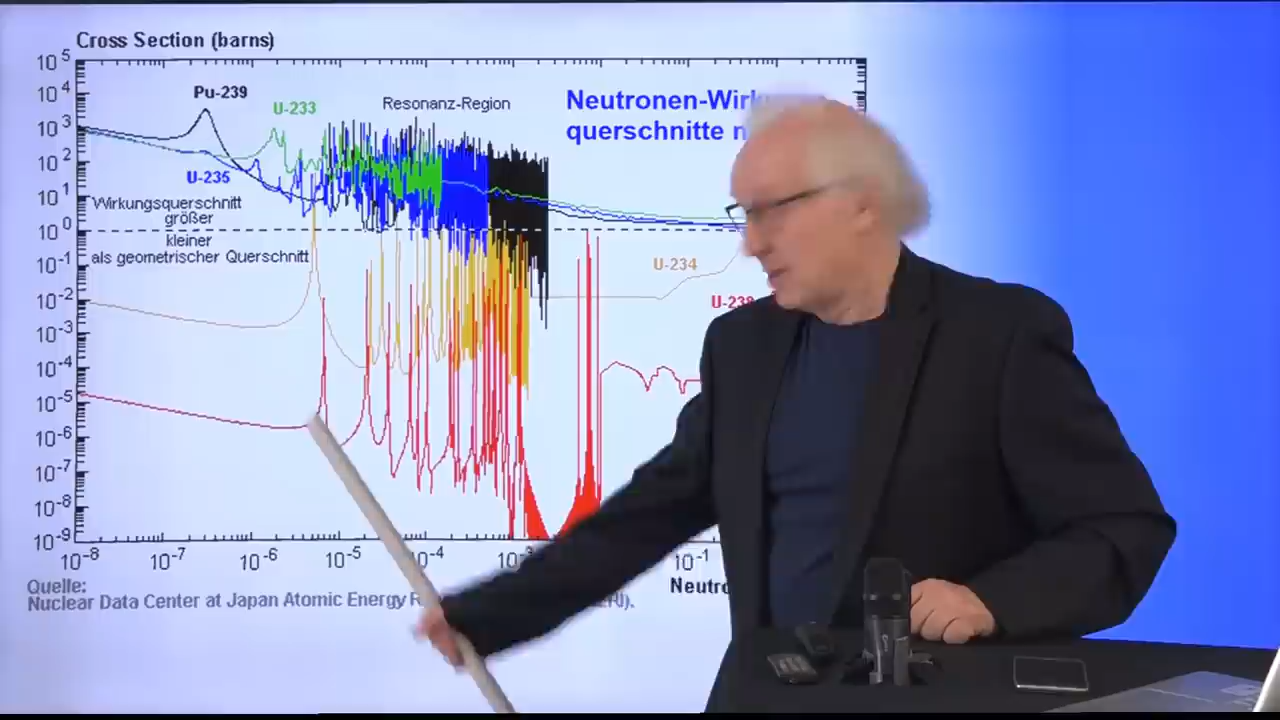 Cross Section (barns)
10^5
10^4
10^3
10^2
10^1
10^0
10^-1
10^-2
10^-3
10^-4
10^-5
10^-6
10^-7
10^-8
10^-9
Pu-239
U-233
Resonanz-Region
Neutronen-Wirk
querschnitte
U-235
Wirkungsquerschnitt
größer
kleiner
als geometrischer Querschnitt
U-234
U-238
10^-8
10^-7
10^-6
10^-5
10^-4
10^-1
Neutro
Quelle:
Nuclear Data Center at Japan Atomic Energy R